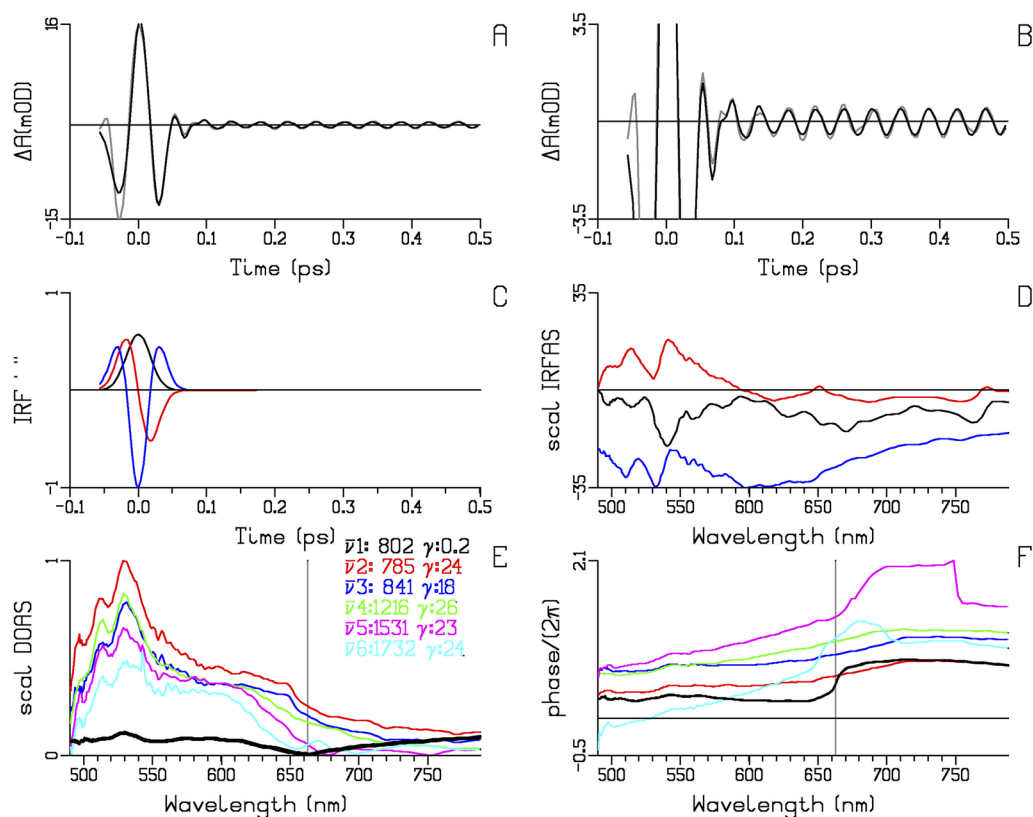 A
16
ΔA(mOD)
-15
-0.1 0.0 0.1 0.2 0.3 0.4 0.5
Time (ps)
B
3.5
ΔA(mOD)
-3.5
-0.1 0.0 0.1 0.2 0.3 0.4 0.5
Time (ps)
C
1
IRF ' ''
-1
-0.1 0.0 0.1 0.2 0.3 0.4 0.5
Time (ps)
D
35
scal IRFAS
-35
500 550 600 650 700 750
Wavelength (nm)
E
1
scal DOAS
0
ν̄1: 802 γ:0.2
ν̄2: 785 γ:24
ν̄3: 841 γ:18
ν̄4:1216 γ:26
ν̄5:1531 γ:23
ν̄6:1732 γ:24
500 550 600 650 700 750
Wavelength (nm)
F
2.1
phase/(2π)
-0.5
500 550 600 650 700 750
Wavelength (nm)